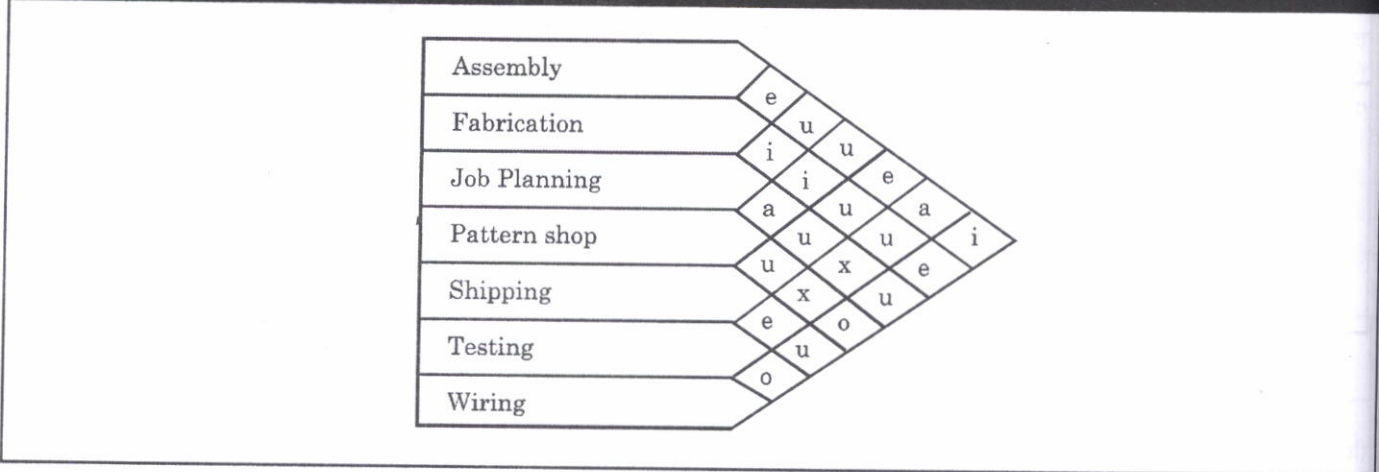 Assembly
e
Fabrication u
i u
Job Planning i e
a u a
Pattern shop u u i
u x e
Shipping x u
e o
Testing u
o
Wiring